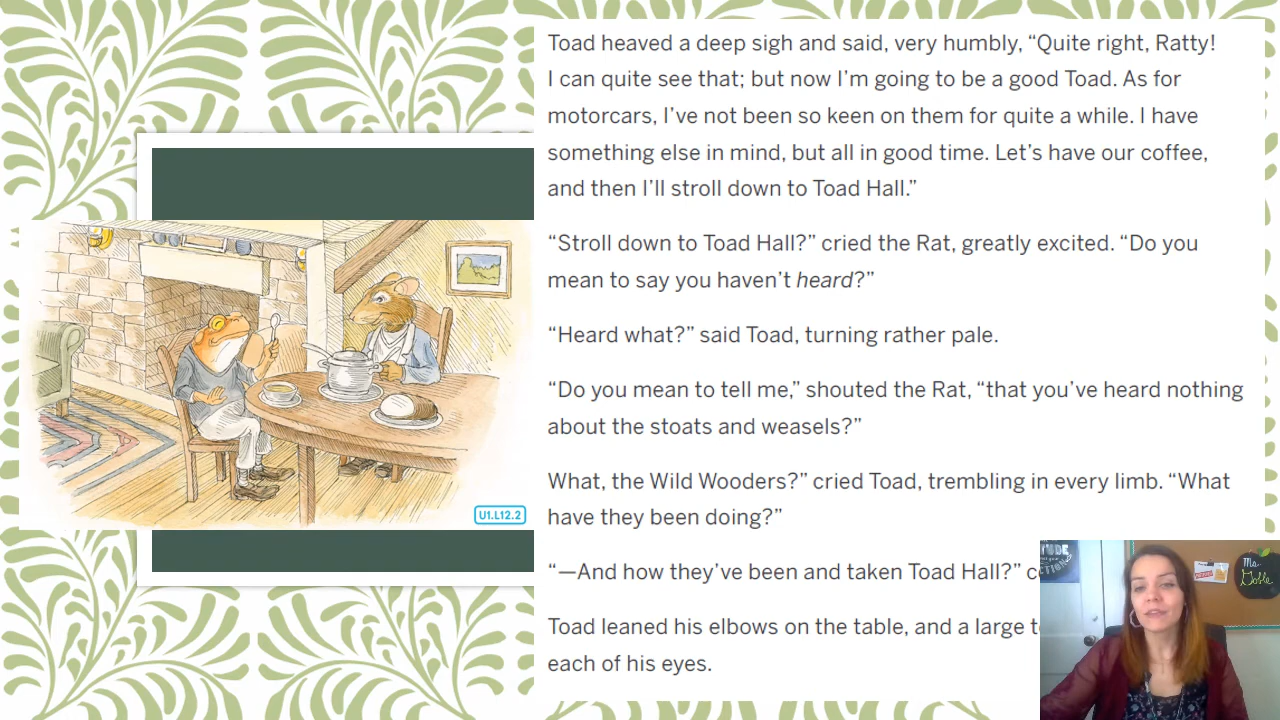 Toad heaved a deep sigh and said, very humbly, “Quite right, Ratty!
I can quite see that; but now I’m going to be a good Toad. As for
motorcars, I’ve not been so keen on them for quite a while. I have
something else in mind, but all in good time. Let’s have our coffee,
and then I’ll stroll down to Toad Hall.”
“Stroll down to Toad Hall?” cried the Rat, greatly excited. “Do you
mean to say you haven’t heard?”
“Heard what?” said Toad, turning rather pale.
“Do you mean to tell me,” shouted the Rat, “that you’ve heard nothing
about the stoats and weasels?”
What, the Wild Wooders?” cried Toad, trembling in every limb. “What
have they been doing?”
“—And how they’ve been and taken Toad Hall?”
Toad leaned his elbows on the table, and a large
each of his eyes.
U1.L12.2
Ms.